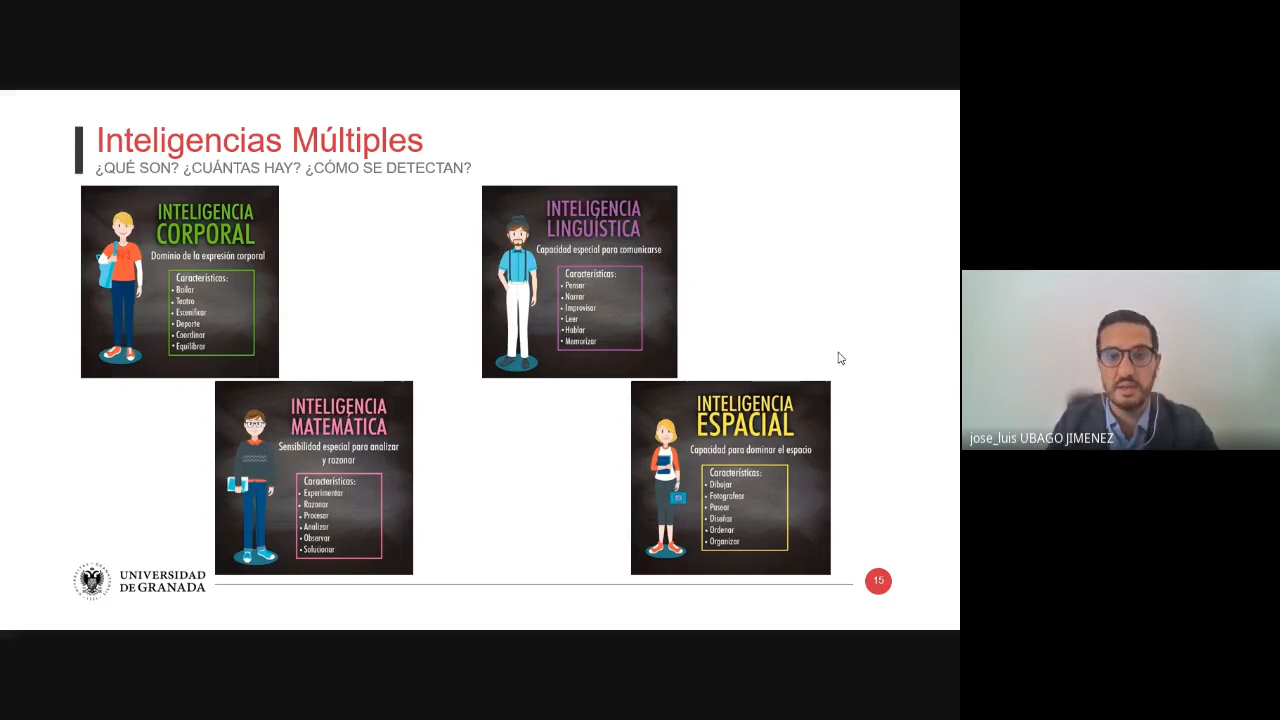 Inteligencias Múltiples
¿QUÉ SON? ¿CUÁNTAS HAY? ¿CÓMO SE DETECTAN?
INTELIGENCIA
CORPORAL
Dominio de la expresión corporal
Características:
• Bailar
• Teatro
• Escenificar
• Deporte
• Coordinar
• Equilibrar
INTELIGENCIA
LINGUÍSTICA
Capacidad especial para comunicarse
Características:
• Pensar
• Narrar
• Improvisar
• Leer
• Hablar
• Memorizar
INTELIGENCIA
MATEMÁTICA
Sensibilidad especial para analizar
y razonar
Características:
• Experimentar
• Razonar
• Procesar
• Analizar
• Observar
• Solucionar
INTELIGENCIA
ESPACIAL
Capacidad para dominar el espacio
Características:
• Dibujar
• Fotografear
• Pasear
• Diseñar
• Ordenar
• Organizar
UNIVERSIDAD
DE GRANADA
15
jose_luis UBAGO JIMENEZ